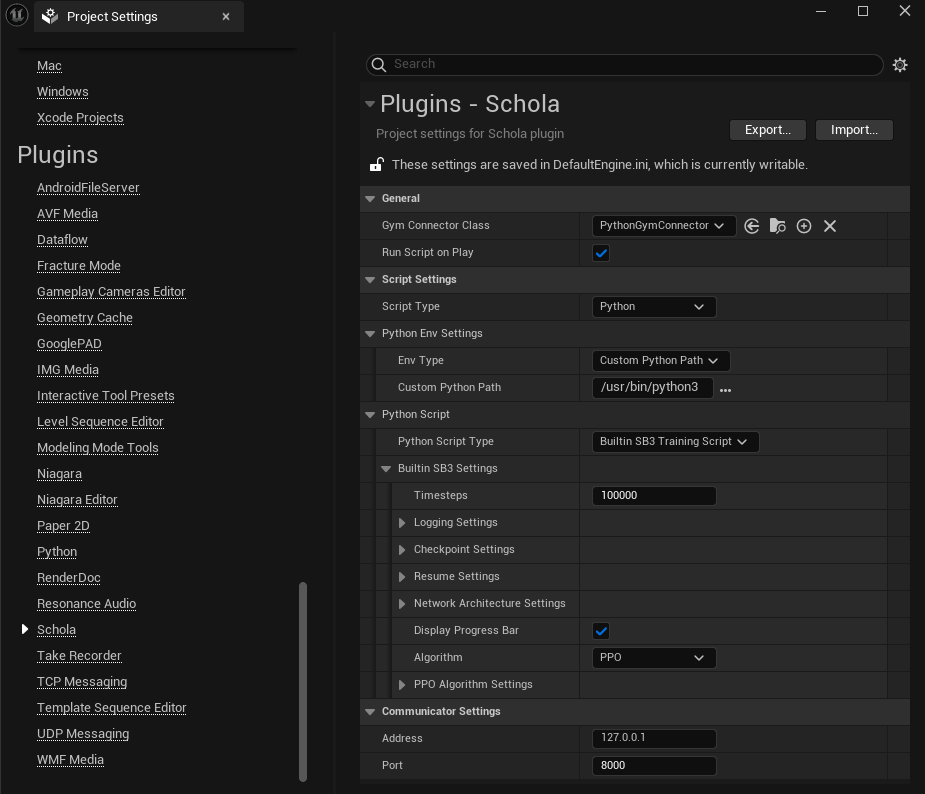 Project Settings
Mac
Windows
Xcode Projects
Plugins
AndroidFileServer
AVF Media
Dataflow
Fracture Mode
Gameplay Cameras Editor
Geometry Cache
GooglePAD
IMG Media
Interactive Tool Presets
Level Sequence Editor
Modeling Mode Tools
Niagara
Niagara Editor
Paper 2D
Python
RenderDoc
Resonance Audio
Schola
Take Recorder
TCP Messaging
Template Sequence Editor
UDP Messaging
WMF Media
Search
Plugins - Schola
Project settings for Schola plugin
Export...
Import...
These settings are saved in DefaultEngine.ini, which is currently writable.
General
Gym Connector Class PythonGymConnector
Run Script on Play
Script Settings
Script Type Python
Python Env Settings
Env Type Custom Python Path
Custom Python Path /usr/bin/python3 ...
Python Script
Python Script Type Builtin SB3 Training Script
Builtin SB3 Settings
Timesteps 100000
Logging Settings
Checkpoint Settings
Resume Settings
Network Architecture Settings
Display Progress Bar
Algorithm PPO
PPO Algorithm Settings
Communicator Settings
Address 127.0.0.1
Port 8000